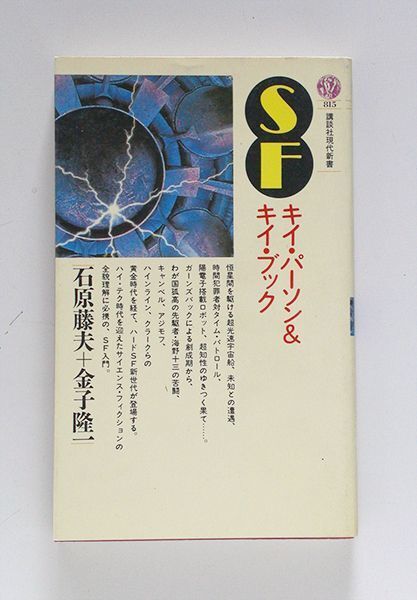 815
講談社現代新書
SF
キイ・パーソン&
キイ・ブック
恒星間を駆ける超光速宇宙船、未知との遭遇、
時間犯罪者対タイム・パトロール、
陽電子搭載ロボット、超知性のゆきつく果て……。
ガーンズバックによる創成期から、
わが国孤高の先駆者・海野十三の苦闘、
キャンベル、アジモフ、
ハインライン、クラークらの
黄金時代を経て、ハードSF新世代が登場する。
ハイ・テク時代を迎えたサイエンス・フィクションの
全貌理解に必携の、SF入門。
石原藤夫+金子隆一